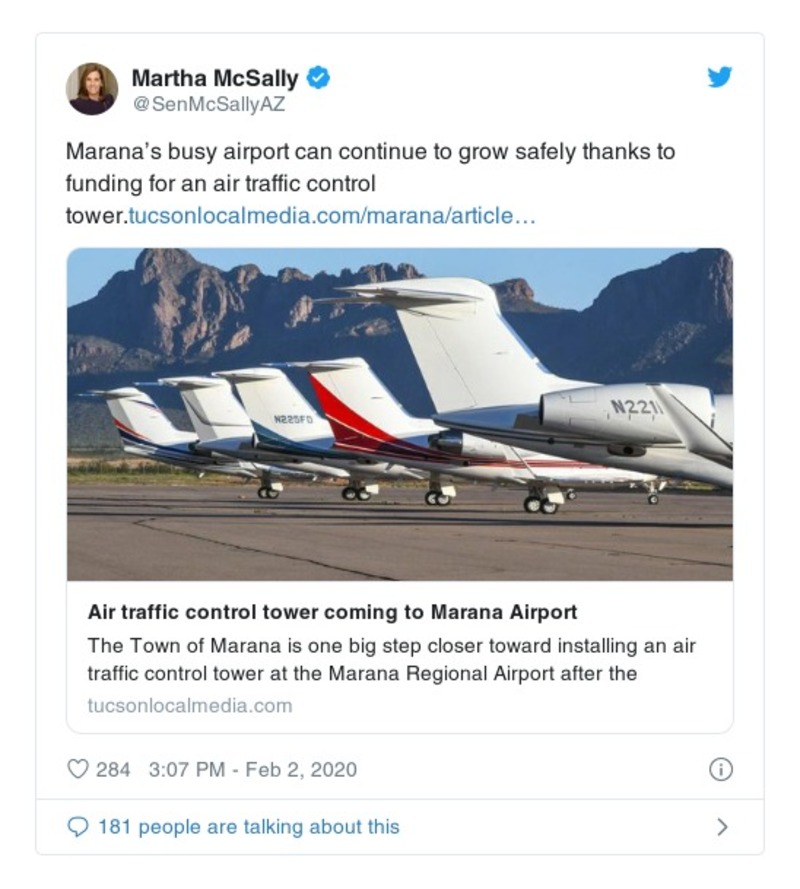 Martha McSally
@SenMcSallyAZ
Marana’s busy airport can continue to grow safely thanks to
funding for an air traffic control
tower.tucsonlocalmedia.com/marana/article…
N225FD
N221
Air traffic control tower coming to Marana Airport
The Town of Marana is one big step closer toward installing an air
traffic control tower at the Marana Regional Airport after the
tucsonlocalmedia.com
284 3:07 PM - Feb 2, 2020
181 people are talking about this